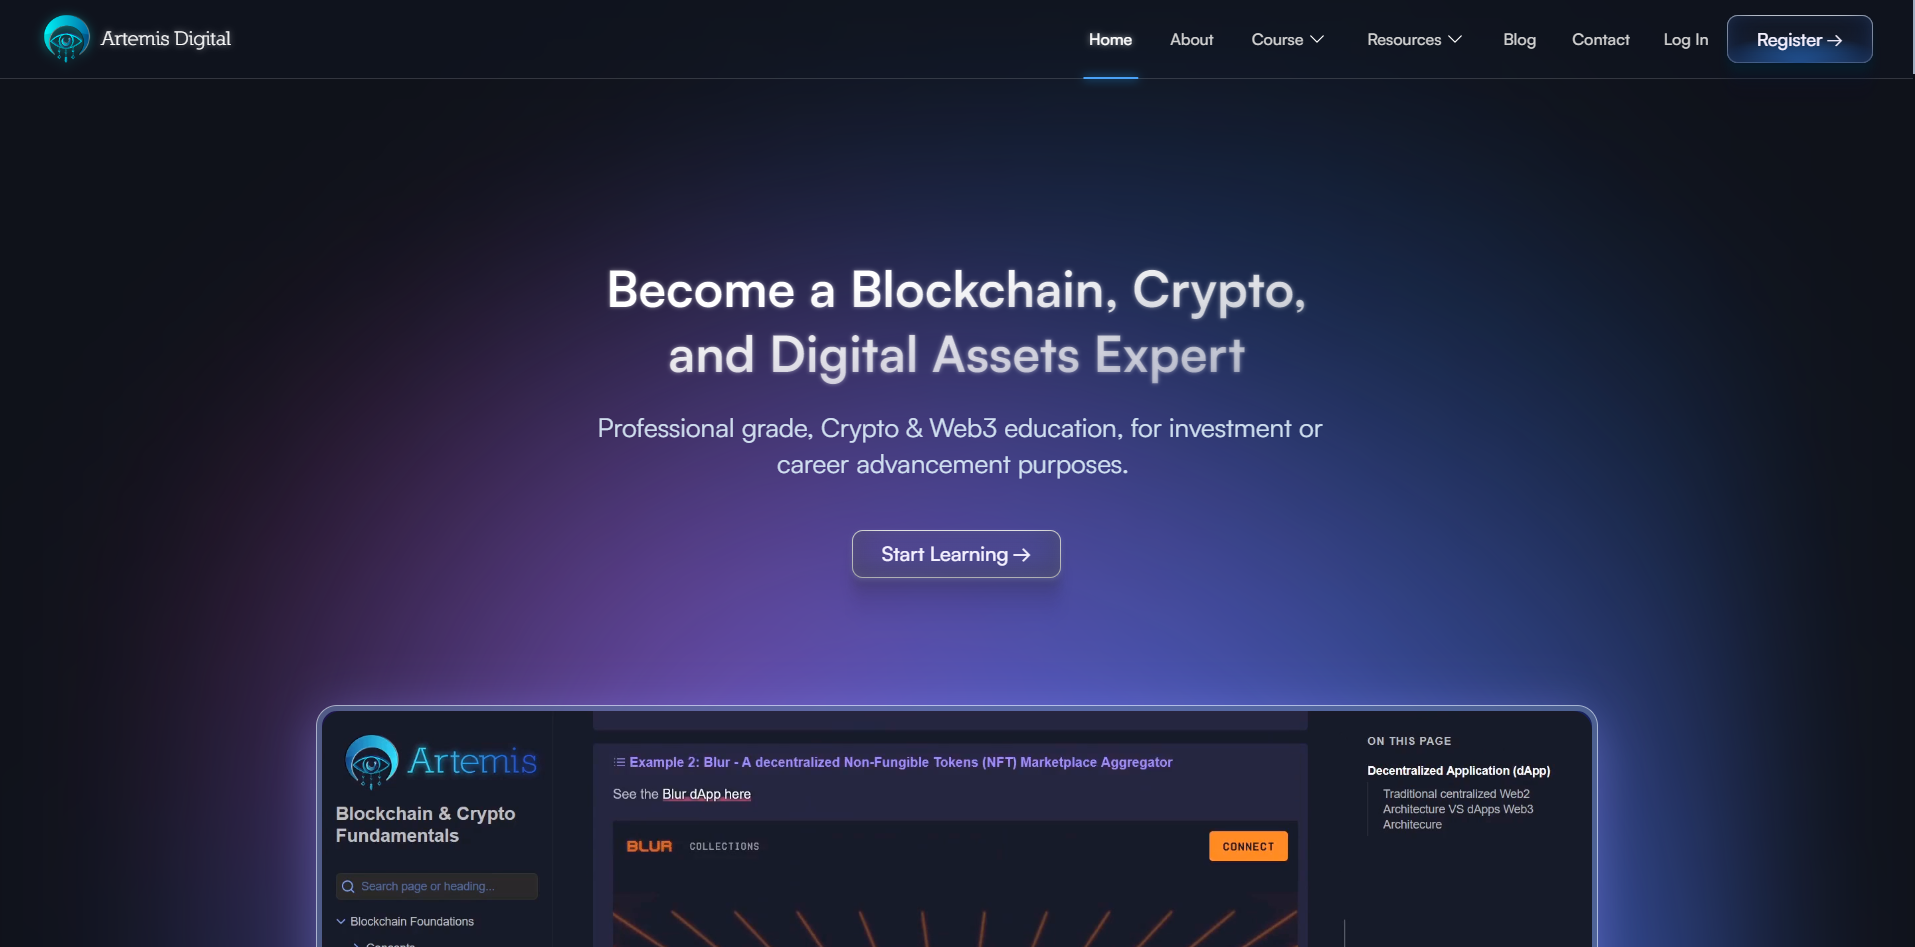 Artemis Digital
Home About Course Resources Blog Contact Log In Register →
Become a Blockchain, Crypto,
and Digital Assets Expert
Professional grade, Crypto & Web3 education, for investment or
career advancement purposes.
Start Learning →
Artemis
Blockchain & Crypto
Fundamentals
Search page or heading...
Blockchain Foundations
Concepts
Example 2: Blur - A decentralized Non-Fungible Tokens (NFT) Marketplace Aggregator
See the Blur dApp here
BLUR COLLECTIONS CONNECT
ON THIS PAGE
Decentralized Application (dApp)
Traditional centralized Web2
Architecture VS dApps Web3
Architecure